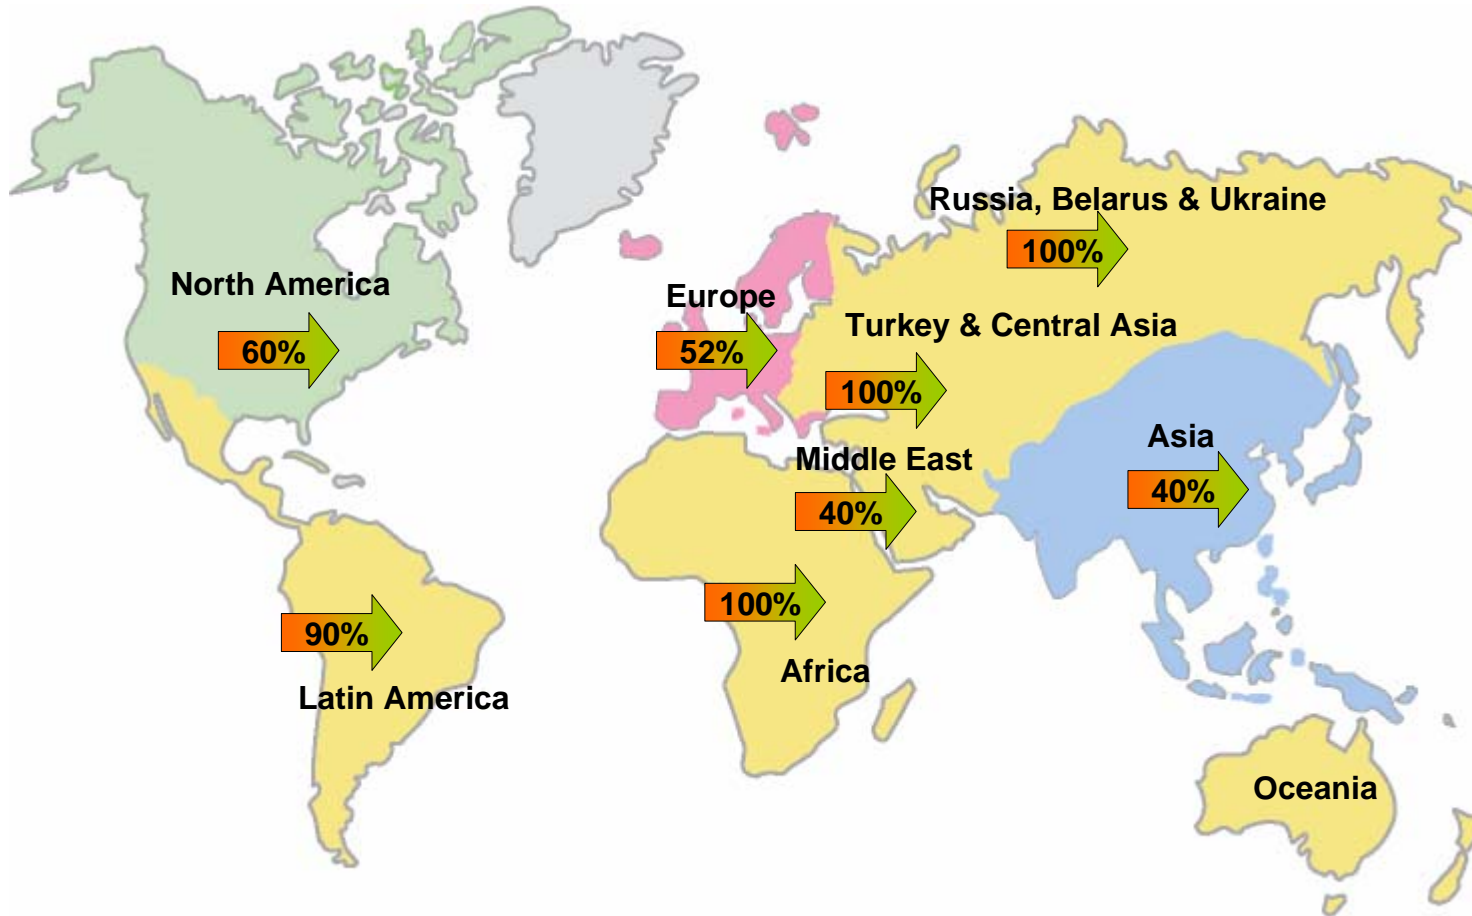 Russia, Belarus & Ukraine
100%
North America
60%
Europe
52%
Turkey & Central Asia
100%
Asia
40%
Middle East
40%
100%
Africa
90%
Latin America
Oceania